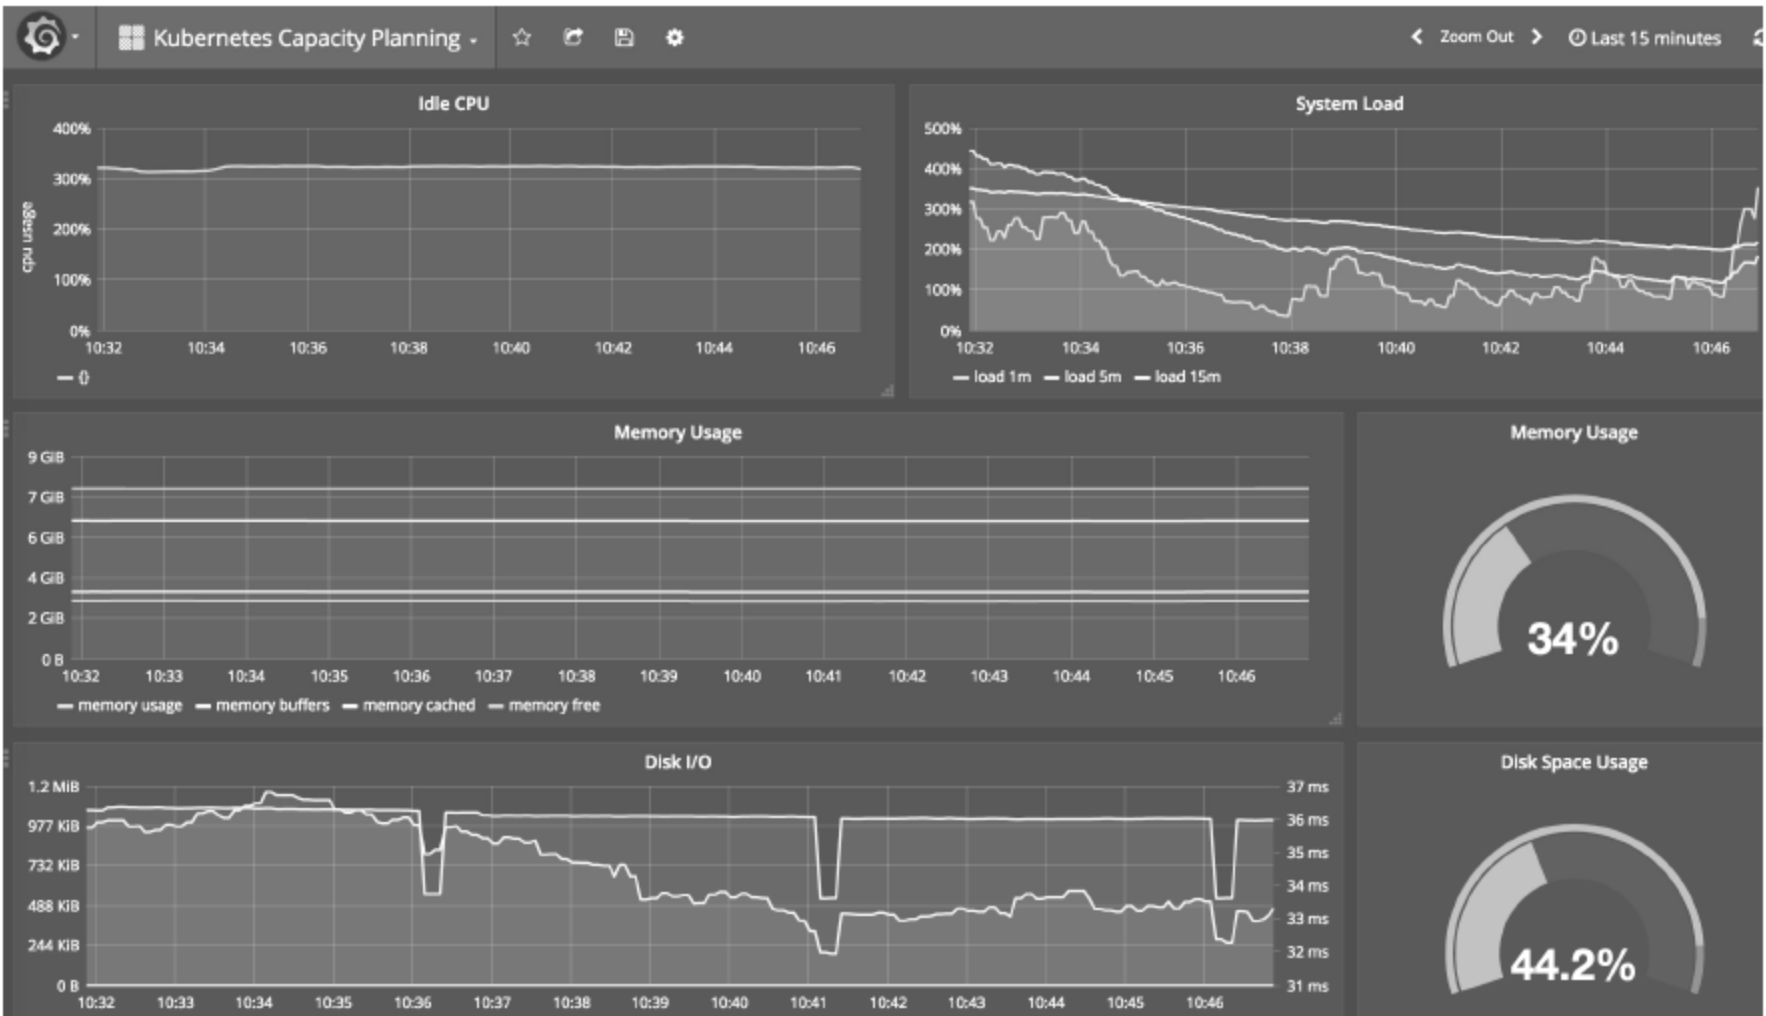 Kubernetes Capacity Planning
Zoom Out
Last 15 minutes
Idle CPU
cpu usage
400%
300%
200%
100%
0%
10:32 10:34 10:36 10:38 10:40 10:42 10:44 10:46
{}
System Load
500%
400%
300%
200%
100%
0%
10:32 10:34 10:36 10:38 10:40 10:42 10:44 10:46
load 1m load 5m load 15m
Memory Usage
9 GiB
7 GiB
6 GiB
4 GiB
2 GiB
0 B
10:32 10:33 10:34 10:35 10:36 10:37 10:38 10:39 10:40 10:41 10:42 10:43 10:44 10:45 10:46
memory usage memory buffers memory cached memory free
Memory Usage
34%
Disk I/O
1.2 MiB
977 KiB
732 KiB
488 KiB
244 KiB
0 B
37 ms
36 ms
35 ms
34 ms
33 ms
32 ms
31 ms
10:32 10:33 10:34 10:35 10:36 10:37 10:38 10:39 10:40 10:41 10:42 10:43 10:44 10:45 10:46
Disk Space Usage
44.2%